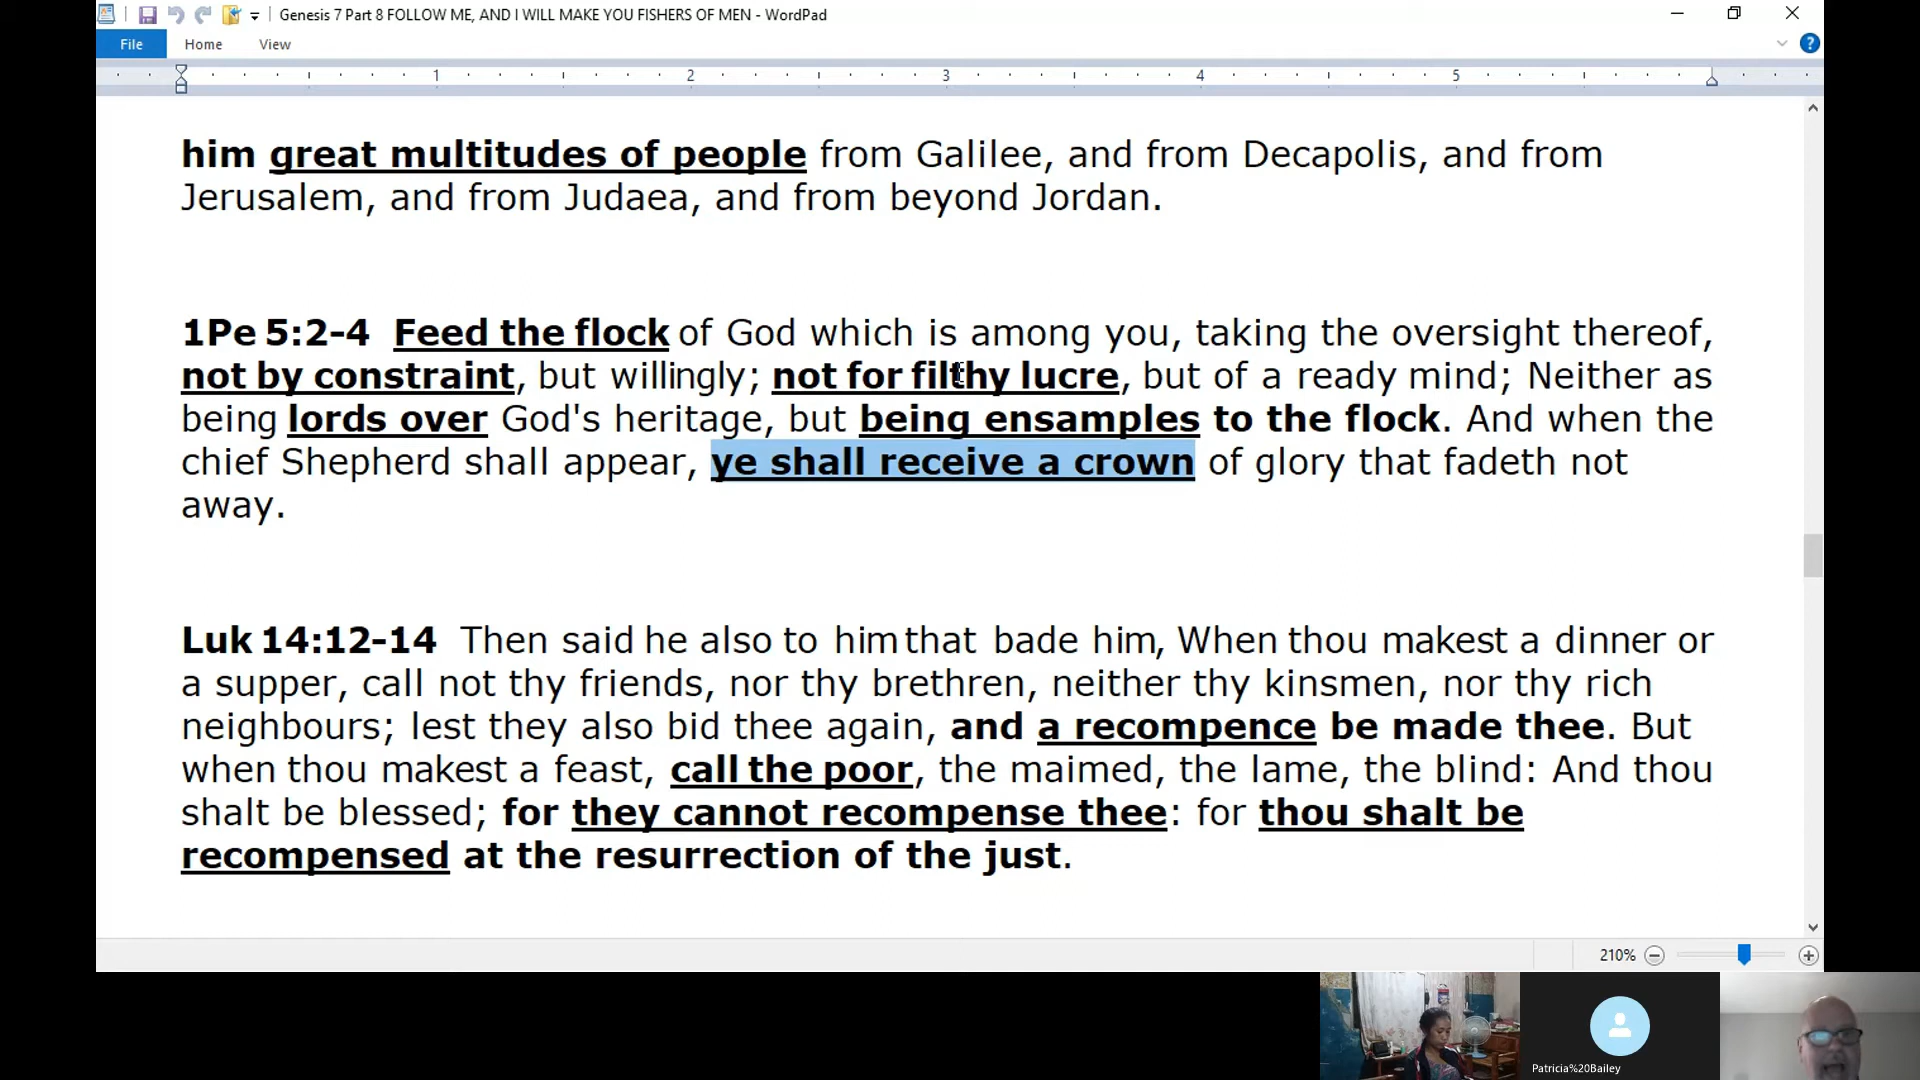 Genesis 7 Part 8 FOLLOW ME, AND I WILL MAKE YOU FISHERS OF MEN - WordPad
File Home View
1 2 3 4 5
him great multitudes of people from Galilee, and from Decapolis, and from
Jerusalem, and from Judaea, and from beyond Jordan.
1Pe 5:2-4 Feed the flock of God which is among you, taking the oversight thereof,
not by constraint, but willingly; not for filthy lucre, but of a ready mind; Neither as
being lords over God's heritage, but being ensamples to the flock. And when the
chief Shepherd shall appear, ye shall receive a crown of glory that fadeth not
away.
Luk 14:12-14 Then said he also to him that bade him, When thou makest a dinner or
a supper, call not thy friends, nor thy brethren, neither thy kinsmen, nor thy rich
neighbours; lest they also bid thee again, and a recompence be made thee. But
when thou makest a feast, call the poor, the maimed, the lame, the blind: And thou
shalt be blessed; for they cannot recompense thee: for thou shalt be
recompensed at the resurrection of the just.
210%
Patricia%20Bailey